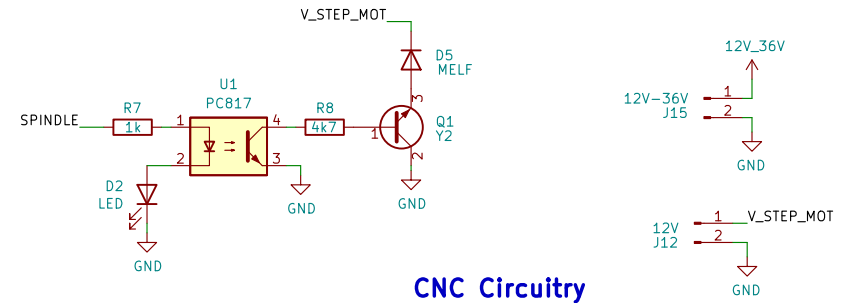 V_STEP_MOT
D5
MELF
U1
PC817
SPINDLE
R7
1k
1
2
4
3
R8
4k7
3
1
2
Q1
Y2
D2
LED
GND
GND
GND
12V_36V
12V-36V
J15
1
2
GND
12V
J12
1
2
V_STEP_MOT
GND
CNC Circuitry